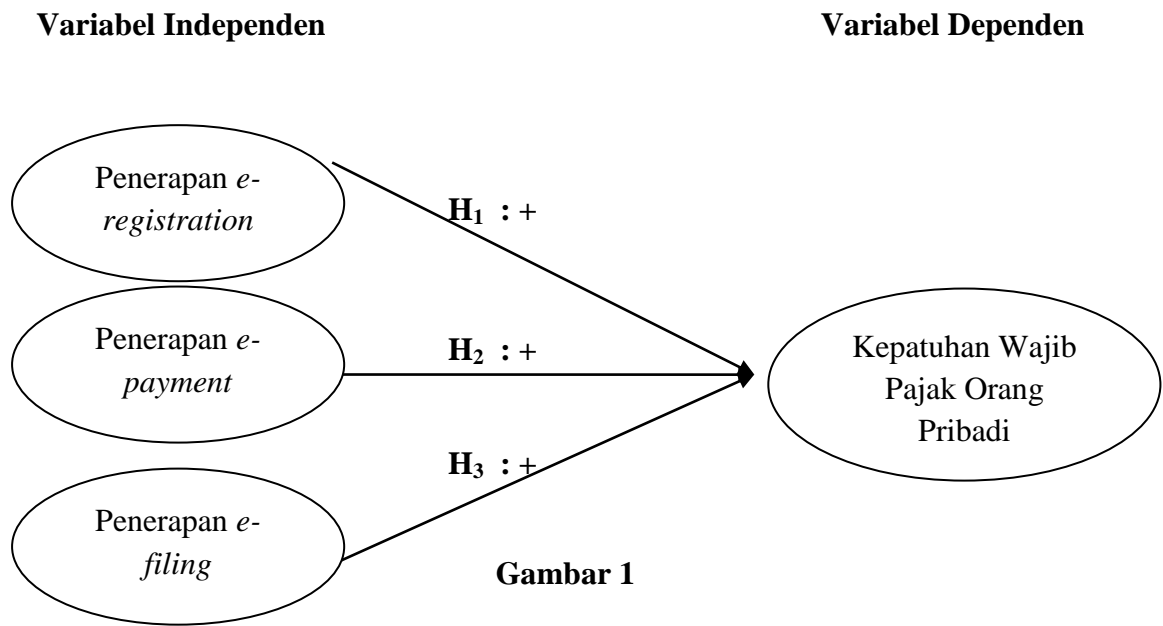 Variabel Independen
Variabel Dependen
Penerapan e-
registration
H₁ : +
Penerapan e-
payment
H₂ : +
Kepatuhan Wajib
Pajak Orang
Pribadi
H₃ : +
Penerapan e-
filing
Gambar 1